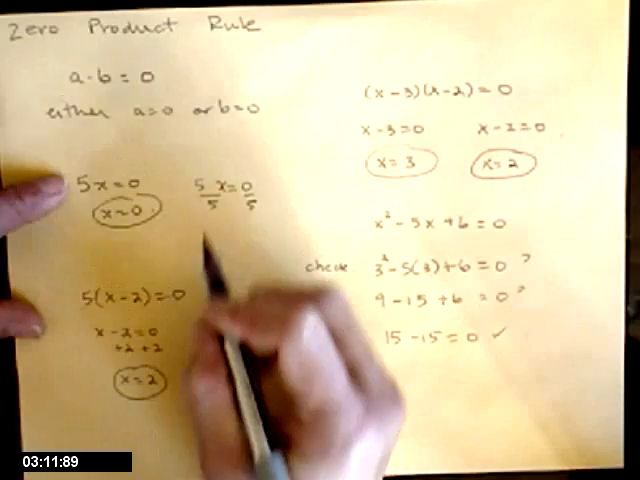 Zero Product Rule
a·b = 0
either a=0 or b=0
5x=0
x=0
5x=0
5 5
5(x-2)=0
x-2=0
+2 +2
x=2
(x-3)(x-2)=0
x-3=0 x-2=0
x=3 x=2
x²-5x+6=0
check 3²-5(3)+6=0 ?
9-15+6=0?
15-15=0 ✓
03:11:89